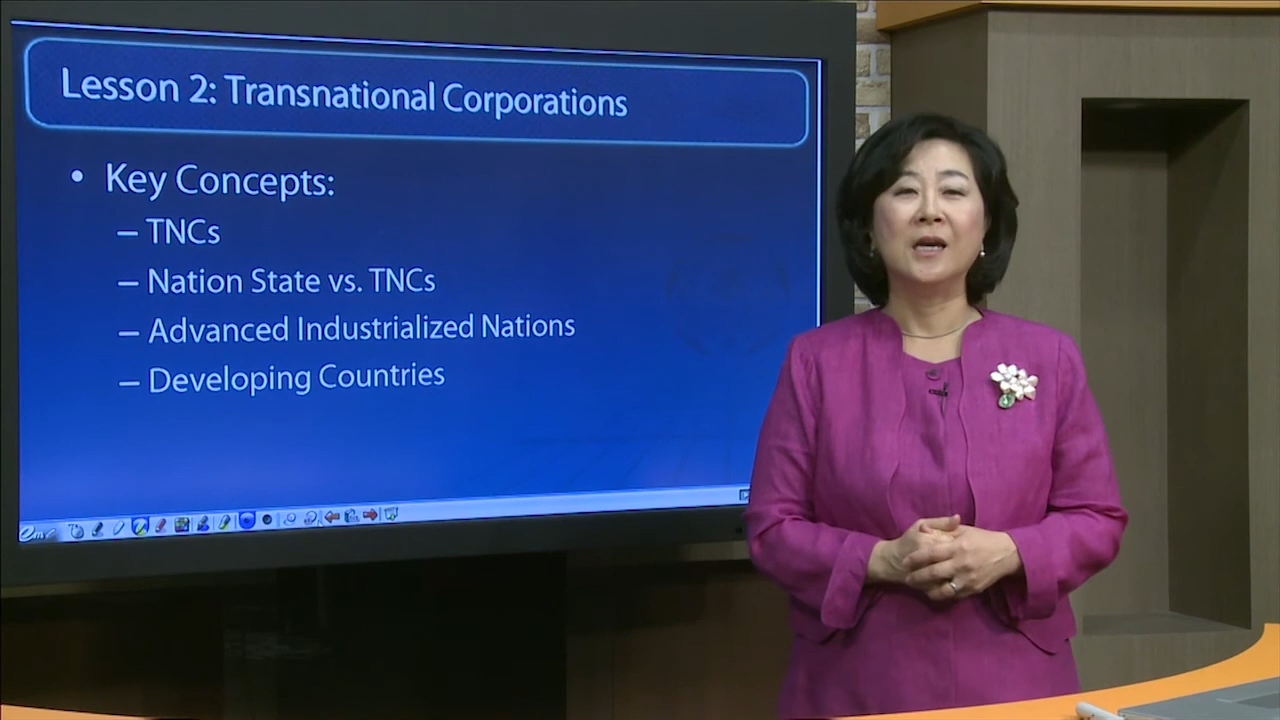 Lesson 2: Transnational Corporations
• Key Concepts:
– TNCs
– Nation State vs. TNCs
– Advanced Industrialized Nations
– Developing Countries